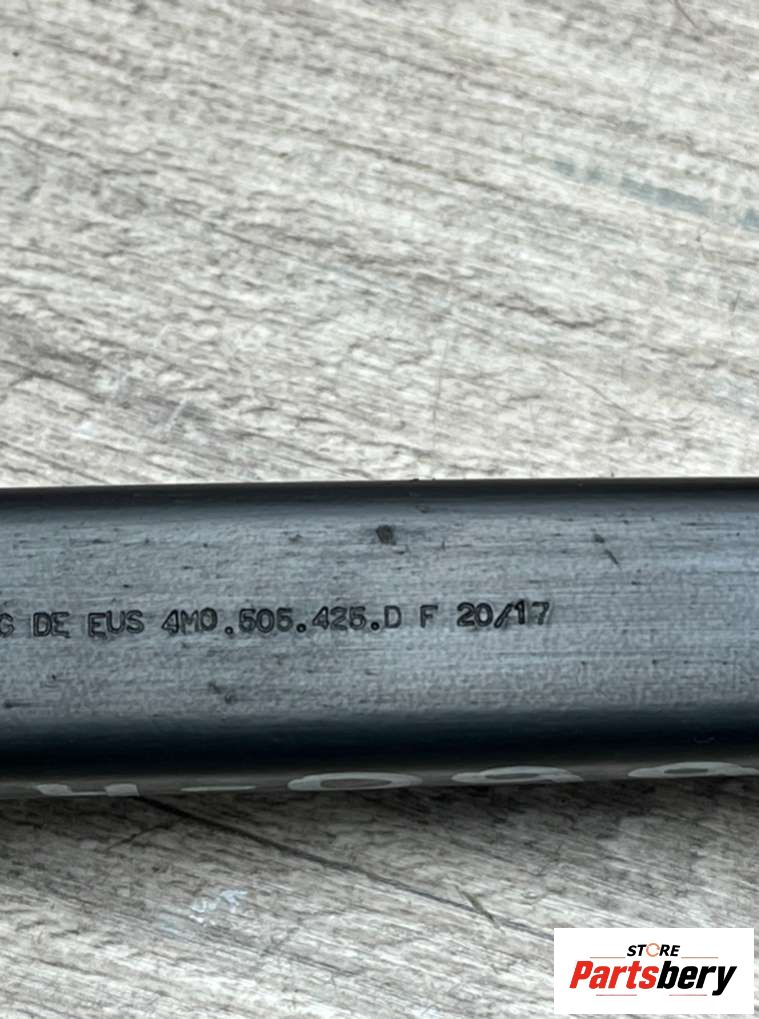 G DE EUS 4M0.505.425.D F 20/17
STORE
Partsbery